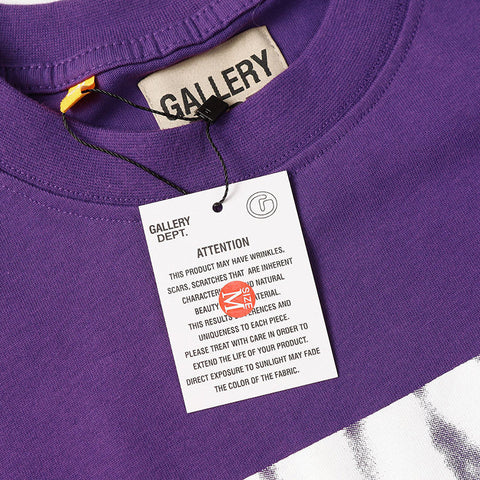 GALLERY
GALLERY
DEPT.
G
ATTENTION
THIS PRODUCT MAY HAVE WRINKLES,
SCARS, SCRATCHES THAT ARE INHERENT
AND NATURAL
BEAUTY
THIS RESULTS
UNIQUENESS TO EACH PIECE.
PLEASE TREAT WITH CARE IN ORDER TO
EXTEND THE LIFE OF YOUR PRODUCT.
DIRECT EXPOSURE TO SUNLIGHT MAY FADE
THE COLOR OF THE FABRIC.
SIZE
M